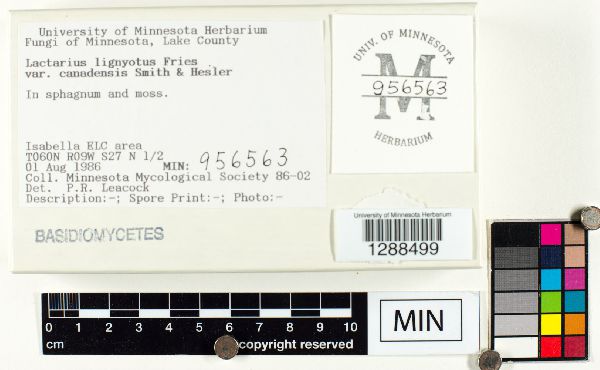 University of Minnesota Herbarium
Fungi of Minnesota, Lake County
Lactarius lignyotus Fries
var. canadensis Smith & Hesler
In sphagnum and moss.
Isabella ELC area
T060N R09W S27 N 1/2
01 Aug 1986 MIN: 956563
Coll. Minnesota Mycological Society 86-02
Det. P.R. Leacock
Description:-; Spore Print:-; Photo:-
UNIV. OF MINNESOTA
M
956563
HERBARIUM
BASIDIOMYCETES
University of Minnesota Herbarium
1288499
0 1 2 3 4 5 6 7 8 9 10
cm copyright reserved
MIN